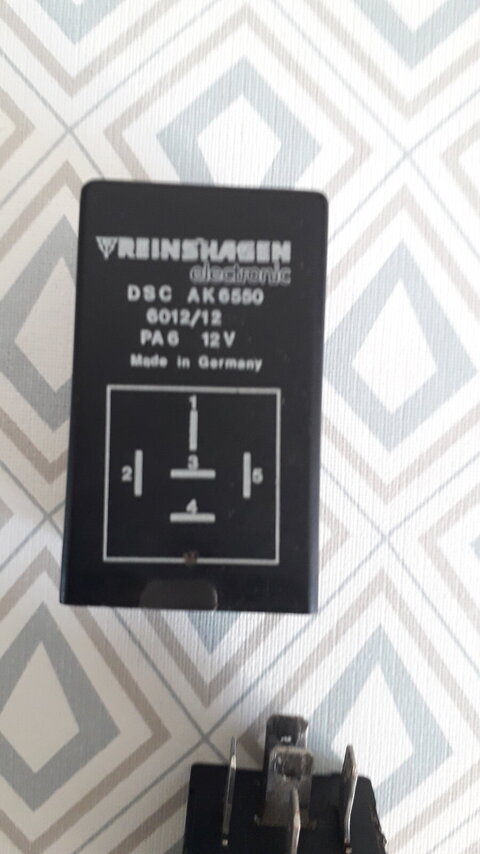 REINSHAGEN
electronic
DSC AK6550
6012/12
PA6 12V
Made in Germany
1
2 3 5
4